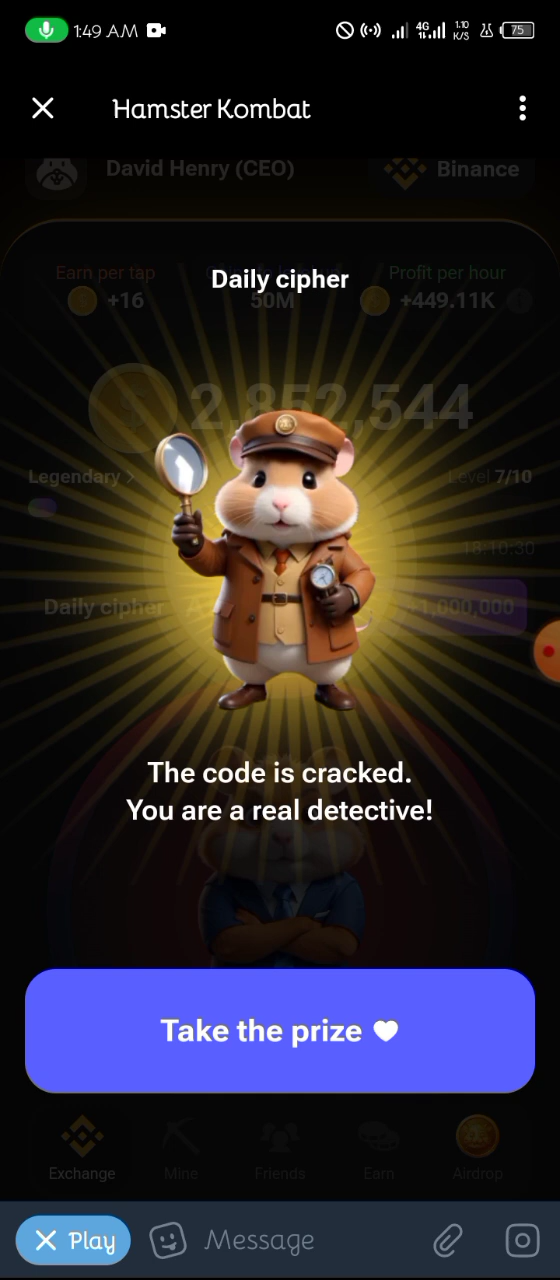 1:49 AM
4G
1.10
K/S
75
Hamster Kombat
David Henry (CEO)
Binance
Daily cipher
Earn per tap
Profit per hour
+16
50M
+449.11K
2,852,544
Legendary >
Level 7/10
18:10:30
Daily cipher
+1,000,000
The code is cracked.
You are a real detective!
Take the prize
Exchange
Mine
Friends
Earn
Airdrop
Play
Message